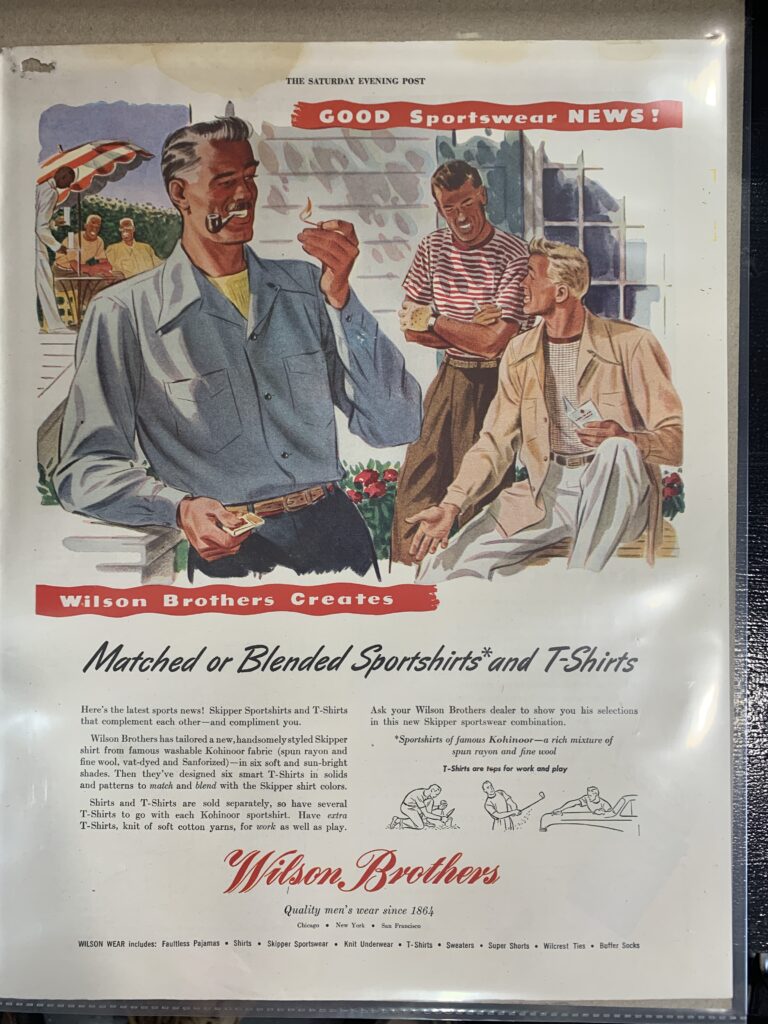 THE SATURDAY EVENING POST
GOOD Sportswear NEWS!
Wilson Brothers Creates
Matched or Blended Sportshirts* and T-Shirts
Here's the latest sports news! Skipper Sportshirts and T-Shirts
that complement each other—and compliment you.
Wilson Brothers has tailored a new, handsomely styled Skipper
shirt from famous washable Kohinoor fabric (spun rayon and
fine wool, vat-dyed and Sanforized)—in six soft and sun-bright
shades. Then they've designed six smart T-Shirts in solids
and patterns to match and blend with the Skipper shirt colors.
Shirts and T-Shirts are sold separately, so have several
T-Shirts to go with each Kohinoor sportshirt. Have extra
T-Shirts, knit of soft cotton yarns, for work as well as play.
Ask your Wilson Brothers dealer to show you his selections
in this new Skipper sportswear combination.
*Sportshirts of famous Kohinoor—a rich mixture of
spun rayon and fine wool
T-Shirts are tops for work and play
Wilson Brothers
Quality men's wear since 1864
Chicago • New York • San Francisco
WILSON WEAR includes: Faultless Pajamas • Shirts • Skipper Sportswear • Knit Underwear • T-Shirts • Sweaters • Super Shorts • Wilcrest Ties • Buffer Socks